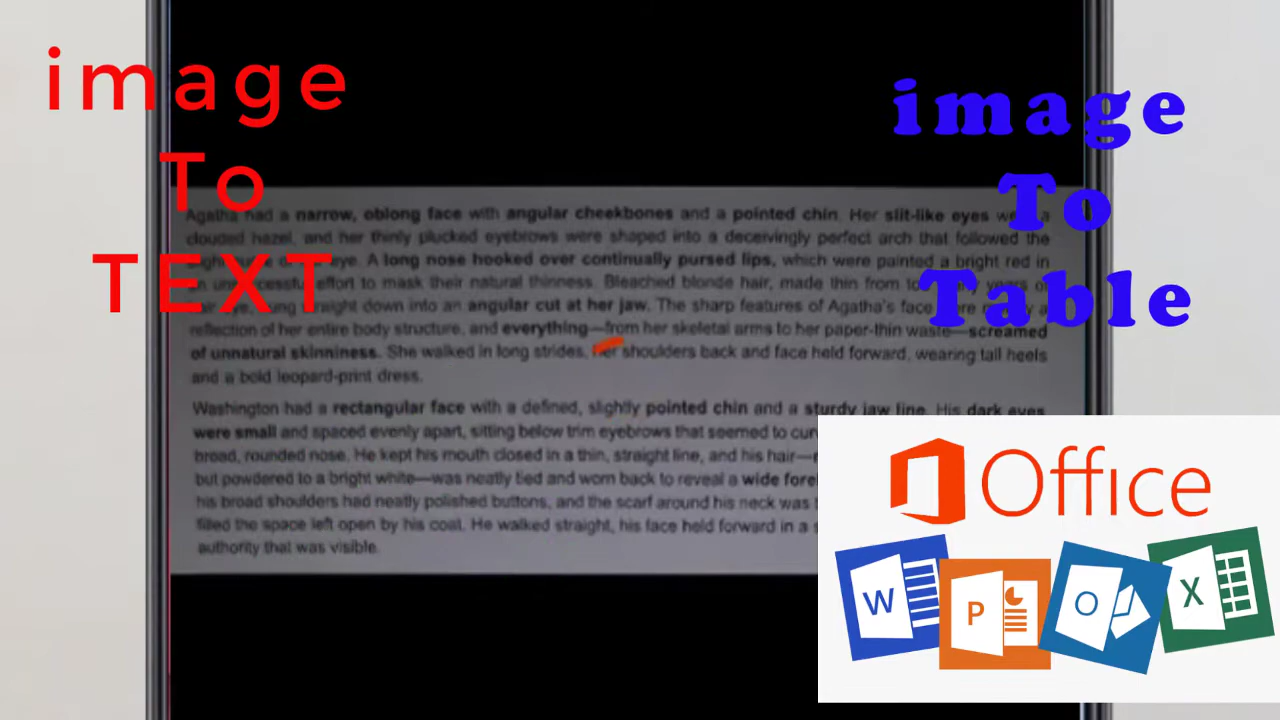 image
To
TEXT
image
To
Table
Agatha had a narrow, oblong face with angular cheekbones and a pointed chin. Her slit-like eyes a
clouded hazel, and her thinly plucked eyebrows were shaped into a deceivingly perfect arch that followed the
eye. A long nose hooked over continually pursed lips, which were painted a bright red in
effort to mask their natural thinness. Bleached blonde hair, made thin from years of
straight down into an angular cut at her jaw. The sharp features of Agatha's face a
reflection of her entire body structure, and everything—from her skeletal arms to her paper-thin waste—screamed
of unnatural skinniness. She walked in long strides, her shoulders back and face held forward, wearing tall heels
and a bold leopard-print dress.
Washington had a rectangular face with a defined, slightly pointed chin and a sturdy jaw line. His dark eyes
were small and spaced evenly apart, sitting below trim eyebrows that seemed to
broad, rounded nose. He kept his mouth closed in a thin, straight line, and his hair—
but powdered to a bright white—was neatly tied and worn back to reveal a wide
his broad shoulders had neatly polished buttons, and the scarf around his neck was
filled the space left open by his coat. He walked straight, his face held forward in a
authority that was visible.
Office
W
P
O
X